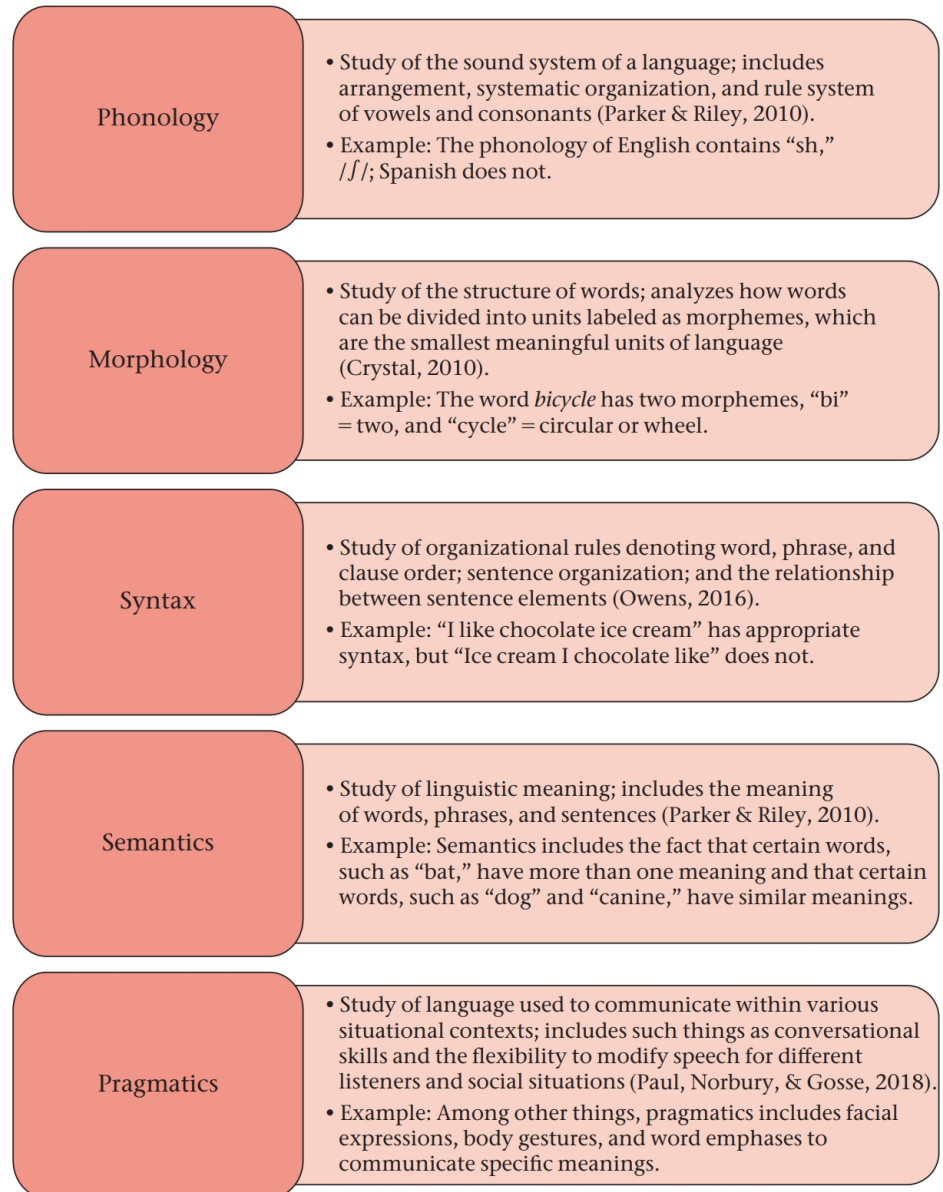 Phonology
• Study of the sound system of a language; includes
arrangement, systematic organization, and rule system
of vowels and consonants (Parker & Riley, 2010).
• Example: The phonology of English contains “sh,”
/ʃ/; Spanish does not.
Morphology
• Study of the structure of words; analyzes how words
can be divided into units labeled as morphemes, which
are the smallest meaningful units of language
(Crystal, 2010).
• Example: The word bicycle has two morphemes, “bi”
= two, and “cycle” = circular or wheel.
Syntax
• Study of organizational rules denoting word, phrase, and
clause order; sentence organization; and the relationship
between sentence elements (Owens, 2016).
• Example: “I like chocolate ice cream” has appropriate
syntax, but “Ice cream I chocolate like” does not.
Semantics
• Study of linguistic meaning; includes the meaning
of words, phrases, and sentences (Parker & Riley, 2010).
• Example: Semantics includes the fact that certain words,
such as “bat,” have more than one meaning and that certain
words, such as “dog” and “canine,” have similar meanings.
Pragmatics
• Study of language used to communicate within various
situational contexts; includes such things as conversational
skills and the flexibility to modify speech for different
listeners and social situations (Paul, Norbury, & Gosse, 2018).
• Example: Among other things, pragmatics includes facial
expressions, body gestures, and word emphases to
communicate specific meanings.